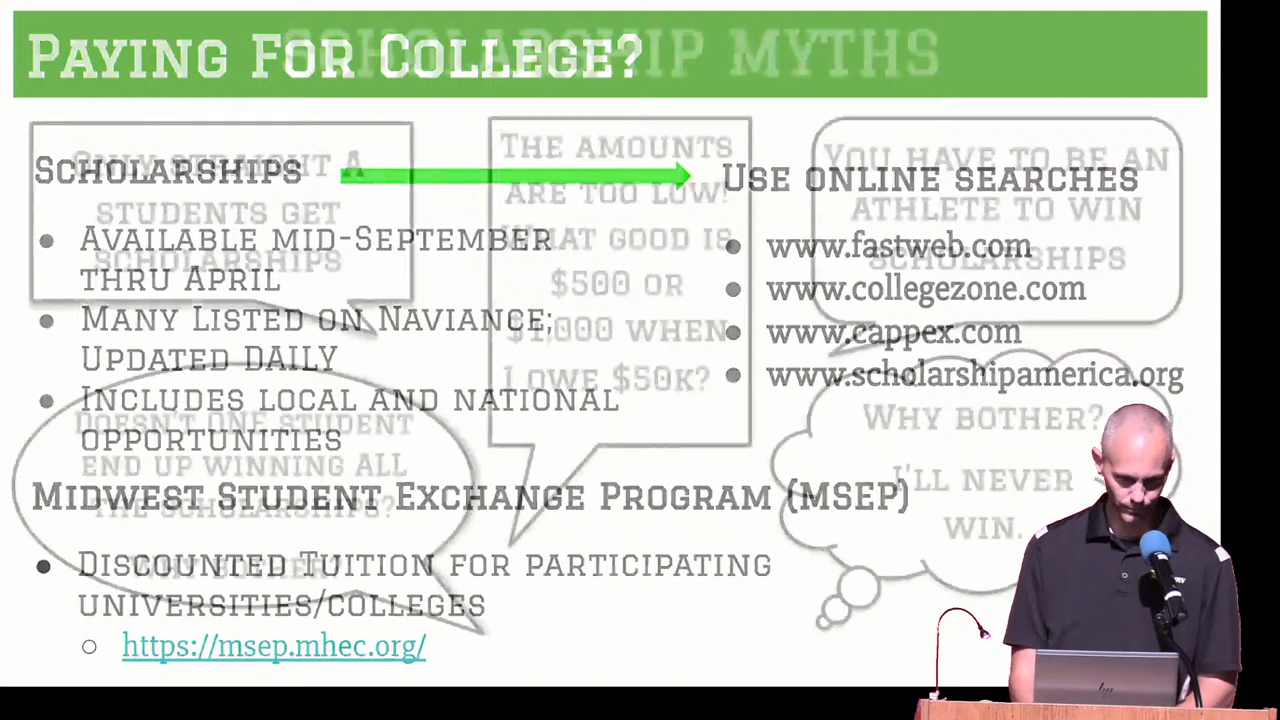 PAYING FOR COLLEGE?
SCHOLARSHIP MYTHS
SCHOLARSHIPS
USE ONLINE SEARCHES
AVAILABLE MID-SEPTEMBER
THRU APRIL
MANY LISTED ON NAVIANCE;
UPDATED DAILY
INCLUDES LOCAL AND NATIONAL
OPPORTUNITIES
www.fastweb.com
www.collegezone.com
www.cappex.com
www.scholarshipamerica.org
MIDWEST STUDENT EXCHANGE PROGRAM (MSEP)
DISCOUNTED TUITION FOR PARTICIPATING
UNIVERSITIES/COLLEGES
https://msep.mhec.org/
ONLY STRAIGHT A
STUDENTS GET
SCHOLARSHIPS
THE AMOUNTS
ARE TOO LOW!
WHAT GOOD IS
$500 OR
$1,000 WHEN
I OWE $50K?
YOU HAVE TO BE AN
ATHLETE TO WIN
SCHOLARSHIPS
DOESN'T ONE STUDENT
END UP WINNING ALL
THE SCHOLARSHIPS?
WHY BOTHER?
I'LL NEVER
WIN.
hp